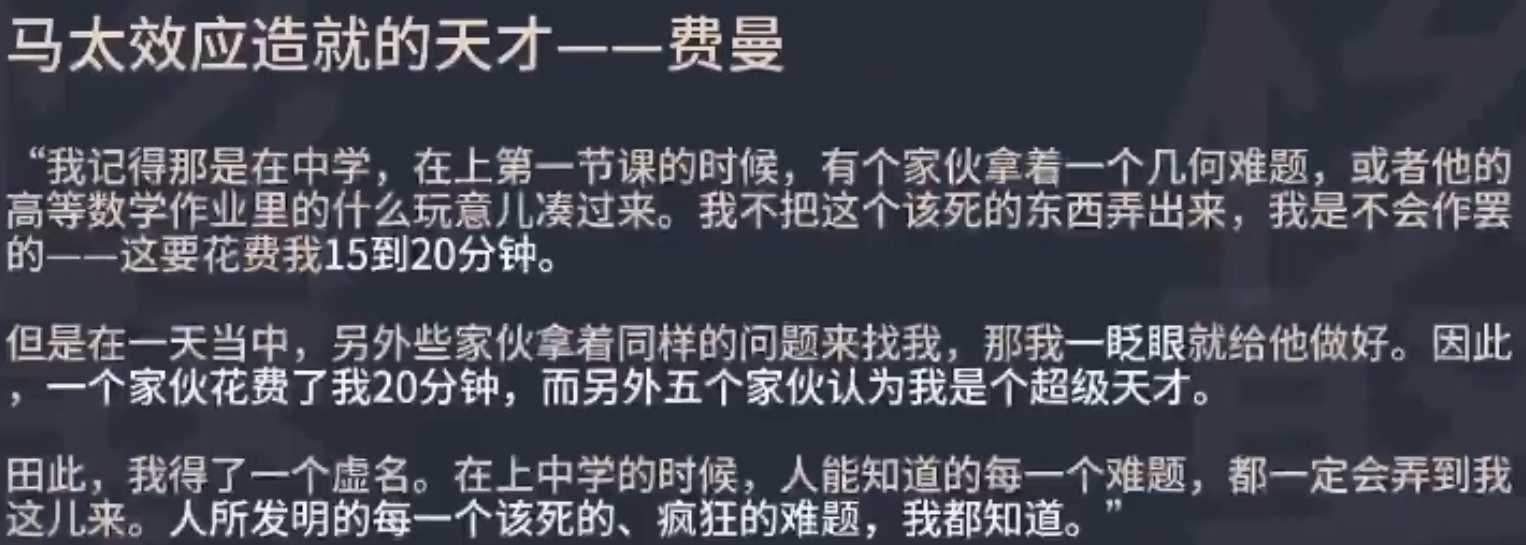 马太效应造就的天才——费曼
“我记得那是在中学，在上第一节课的时候，有个家伙拿着一个几何难题，或者他的
高等数学作业里的什么玩意儿凑过来。我不把这个该死的东西弄出来，我是不会作罢
的——这要花费我15到20分钟。
但是在一天当中，另外些家伙拿着同样的问题来找我，那我一眨眼就给他做好。因此
，一个家伙花费了我20分钟，而另外五个家伙认为我是个超级天才。
田此，我得了一个虚名。在上中学的时候，人能知道的每一个难题，都一定会弄到我
这儿来。人所发明的每一个该死的、疯狂的难题，我都知道。”